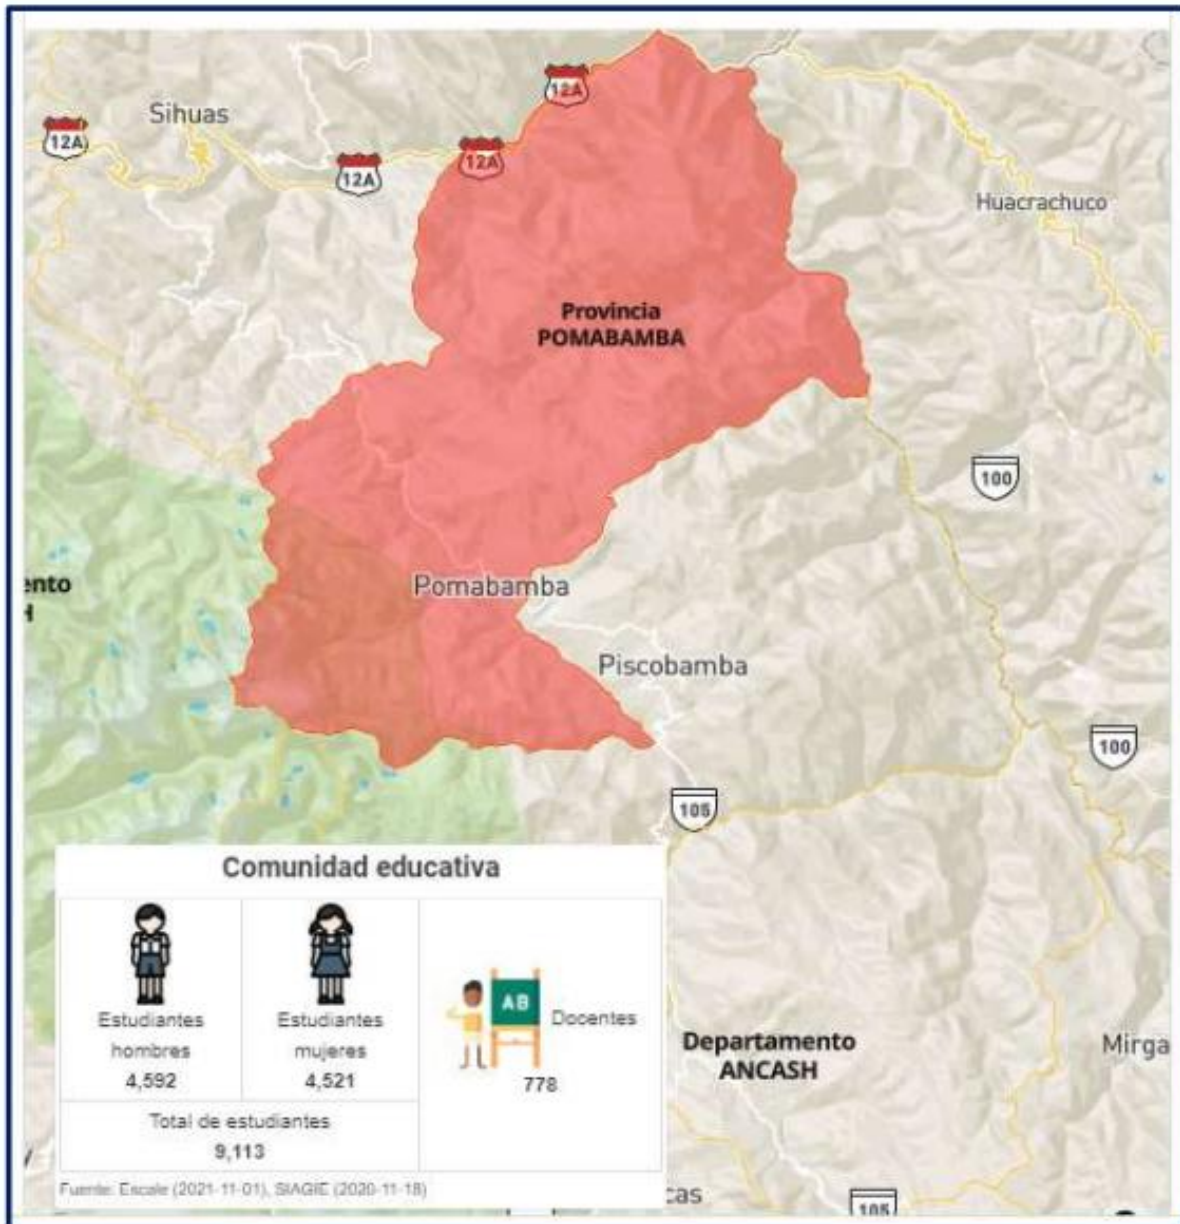 12A
Sihuas
12A
12A
12A
Huacrachuco
Provincia
POMABAMBA
100
ento
Pomabamba
Piscobamba
100
105
Comunidad educativa
Estudiantes
hombres
4,592
Estudiantes
mujeres
4,521
AB
Docentes
778
Total de estudiantes
9,113
Fuente: Escale (2021-11-01), SIAGIE (2020-11-18)
Departamento
ANCASH
Mirga
cas
105